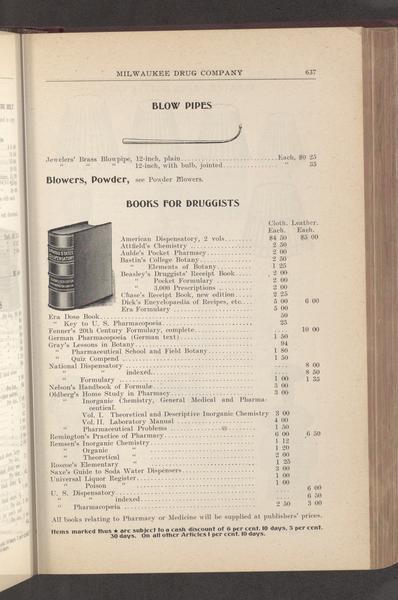 MILWAUKEE DRUG COMPANY 637
BLOW PIPES
Jewelers' Brass Blowpipe, 12-inch, plain............Each, $0 25
" " " 12-inch, with bulb, jointed............ " 35
Blowers, Powder, see Powder Blowers.
BOOKS FOR DRUGGISTS
Cloth. Leather.
Each. Each.
American Dispensatory, 2 vols........ $4 50 $5 00
Attfield's Chemistry ........ 2 50
Aulde's Pocket Pharmacy........ 2 00
Bastin's College Botany........ 2 50
" Elements of Botany........ 1 25
Beasley's Druggists' Receipt Book........ 2 00
" Pocket Formulary ........ 2 00
" 3,000 Prescriptions ........ 2 00
Chase's Receipt Book, new edition........ 2 25
Dick's Encyclopaedia of Recipes, etc.. 5 00 6 00
Era Formulary ........ 5 00
Era Dose Book........ 50
" Key to U. S. Pharmacopoeia........ 25
Fenner's 20th Century Formulary, complete........ .... 10 00
German Pharmacopoeia (German text)........ 1 50
Gray's Lessons in Botany........ 94
" Pharmaceutical School and Field Botany........ 1 80
" Quiz Compend ........ 1 50
National Dispensatory ........ .... 8 00
" " indexed........ .... 8 50
" Formulary ........ 1 00 1 35
Nelson's Handbook of Formulae........ 3 00
Oldberg's Home Study in Pharmacy........ 3 00
" Inorganic Chemistry, General Medical and Pharma-
ceutical.
Vol. I. Theoretical and Descriptive Inorganic Chemistry 3 00
Vol. II. Laboratory Manual ........ 4 00
" Pharmaceutical Problems ........ 1 50
Remington's Practice of Pharmacy........ 6 00 6 50
Remsen's Inorganic Chemistry........ 1 12
" Organic " ........ 1 20
" Theoretical " ........ 2 00
Roscoe's Elementary " ........ 1 25
Saxe's Guide to Soda Water Dispensers........ 3 00
Universal Liquor Register........ 1 00
" Poison " ........ 1 00
U. S. Dispensatory........ .... 6 00
" " indexed........ .... 6 50
" Pharmacopoeia ........ 2 50 3 00
All books relating to Pharmacy or Medicine will be supplied at publishers' prices.
Items marked thus ★ are subject to a cash discount of 6 per cent. 10 days, 5 per cent.
30 days. On all other Articles 1 per cent. 10 days.